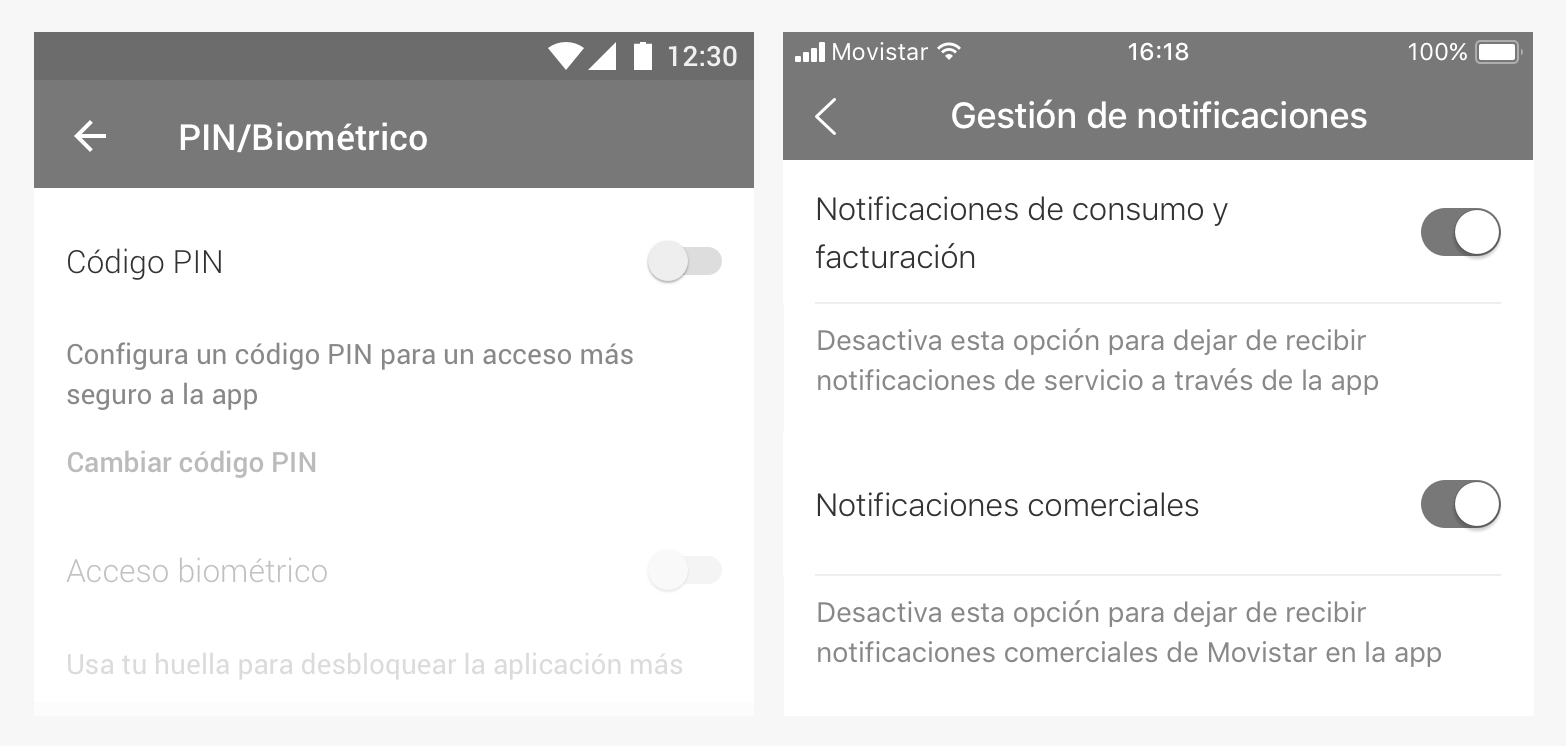 12:30
PIN/Biométrico
Código PIN
Configura un código PIN para un acceso más
seguro a la app
Cambiar código PIN
Acceso biométrico
Usa tu huella para desbloquear la aplicación más
Movistar 16:18 100%
Gestión de notificaciones
Notificaciones de consumo y
facturación
Desactiva esta opción para dejar de recibir
notificaciones de servicio a través de la app
Notificaciones comerciales
Desactiva esta opción para dejar de recibir
notificaciones comerciales de Movistar en la app